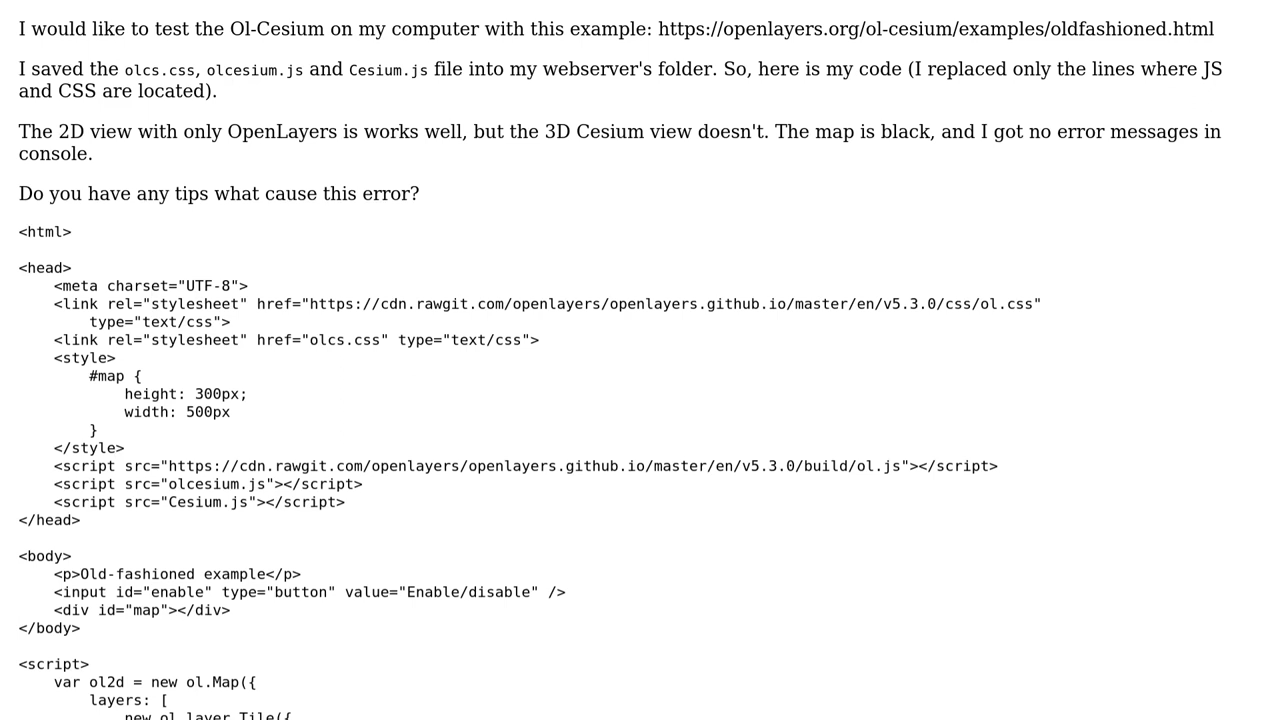 I would like to test the Ol-Cesium on my computer with this example: https://openlayers.org/ol-cesium/examples/oldfashioned.html
I saved the olcs.css, olcesium.js and Cesium.js file into my webserver's folder. So, here is my code (I replaced only the lines where JS
and CSS are located).
The 2D view with only OpenLayers is works well, but the 3D Cesium view doesn't. The map is black, and I got no error messages in
console.
Do you have any tips what cause this error?
<html>
<head>
    <meta charset="UTF-8">
    <link rel="stylesheet" href="https://cdn.rawgit.com/openlayers/openlayers.github.io/master/en/v5.3.0/css/ol.css"
        type="text/css">
    <link rel="stylesheet" href="olcs.css" type="text/css">
    <style>
        #map {
            height: 300px;
            width: 500px
        }
    </style>
    <script src="https://cdn.rawgit.com/openlayers/openlayers.github.io/master/en/v5.3.0/build/ol.js"></script>
    <script src="olcesium.js"></script>
    <script src="Cesium.js"></script>
</head>
<body>
    <p>Old-fashioned example</p>
    <input id="enable" type="button" value="Enable/disable" />
    <div id="map"></div>
</body>
<script>
    var ol2d = new ol.Map({
        layers: [
            new ol.layer.Tile({